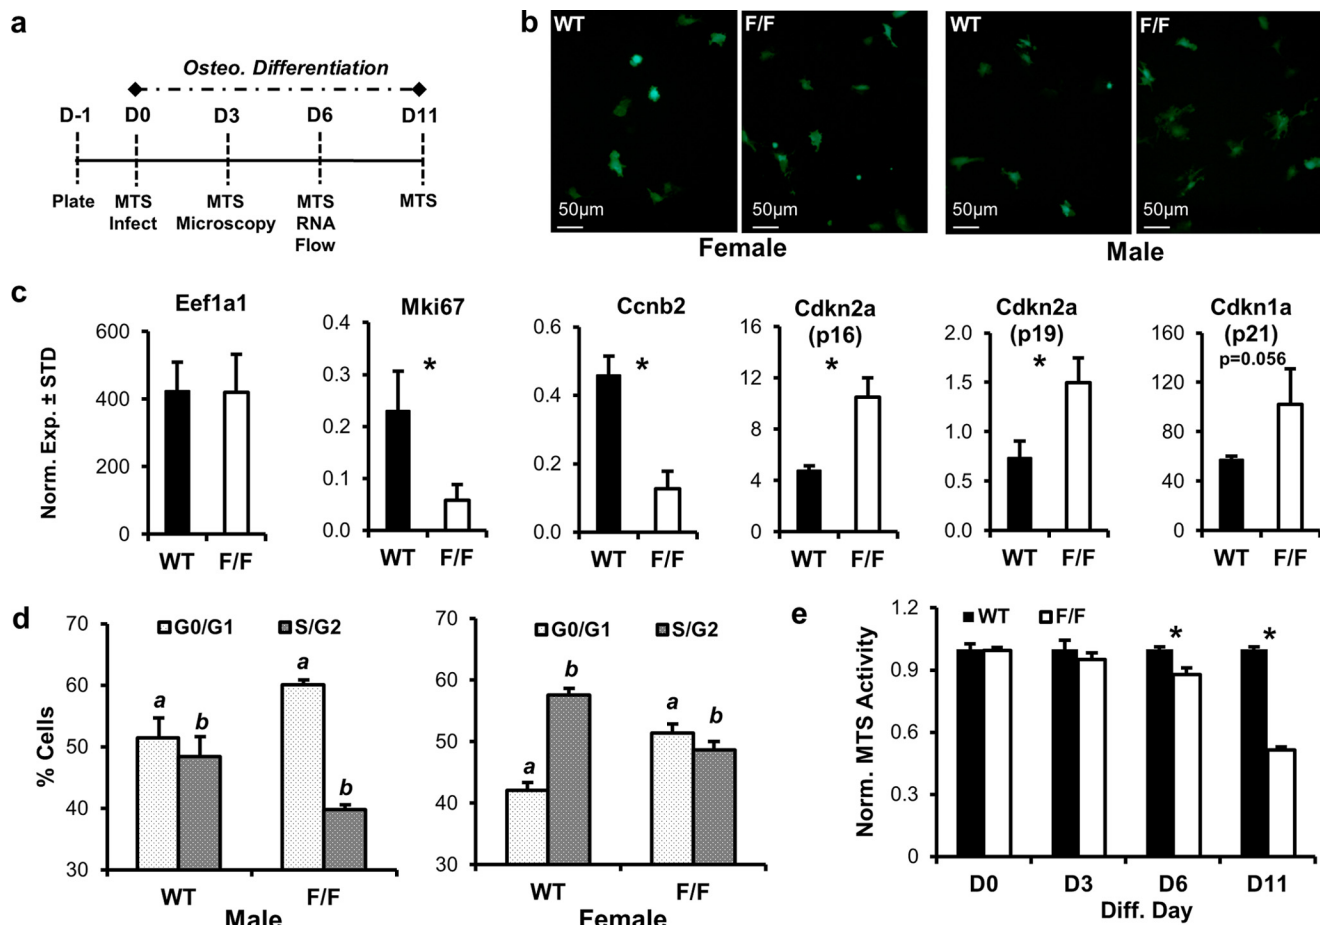 a
Osteo. Differentiation
D-1 D0 D3 D6 D11
Plate MTS MTS MTS MTS
Infect Microscopy RNA
Flow
b
WT F/F WT F/F
50µm 50µm 50µm 50µm
Female Male
c
Norm. Exp. ± STD
Eef1a1
600
400
200
0
WT F/F
Mki67
*
0.4
0.3
0.2
0.1
0.0
WT F/F
Ccnb2
*
0.6
0.4
0.2
0.0
WT F/F
Cdkn2a
(p16)
*
16
12
8
4
0
WT F/F
Cdkn2a
(p19)
*
2.0
1.5
1.0
0.5
0.0
WT F/F
Cdkn1a
(p21)
p=0.056
160
120
80
40
0
WT F/F
d
% Cells
70
60
50
40
30
G0/G1 S/G2
a b a b
WT F/F
Male
70
60
50
40
30
G0/G1 S/G2
a b a b
WT F/F
Female
e
Norm. MTS Activity
1.2
0.9
0.6
0.3
0
WT F/F
* *
D0 D3 D6 D11
Diff. Day